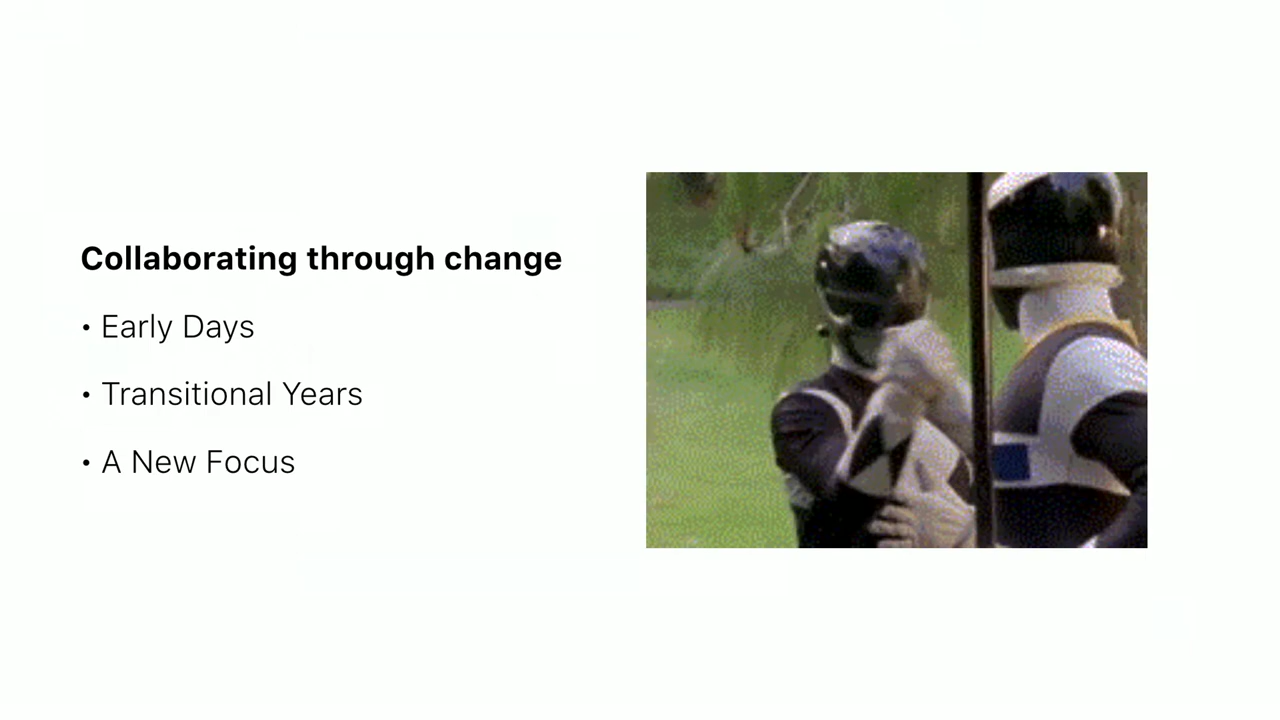 Collaborating through change
• Early Days
• Transitional Years
• A New Focus